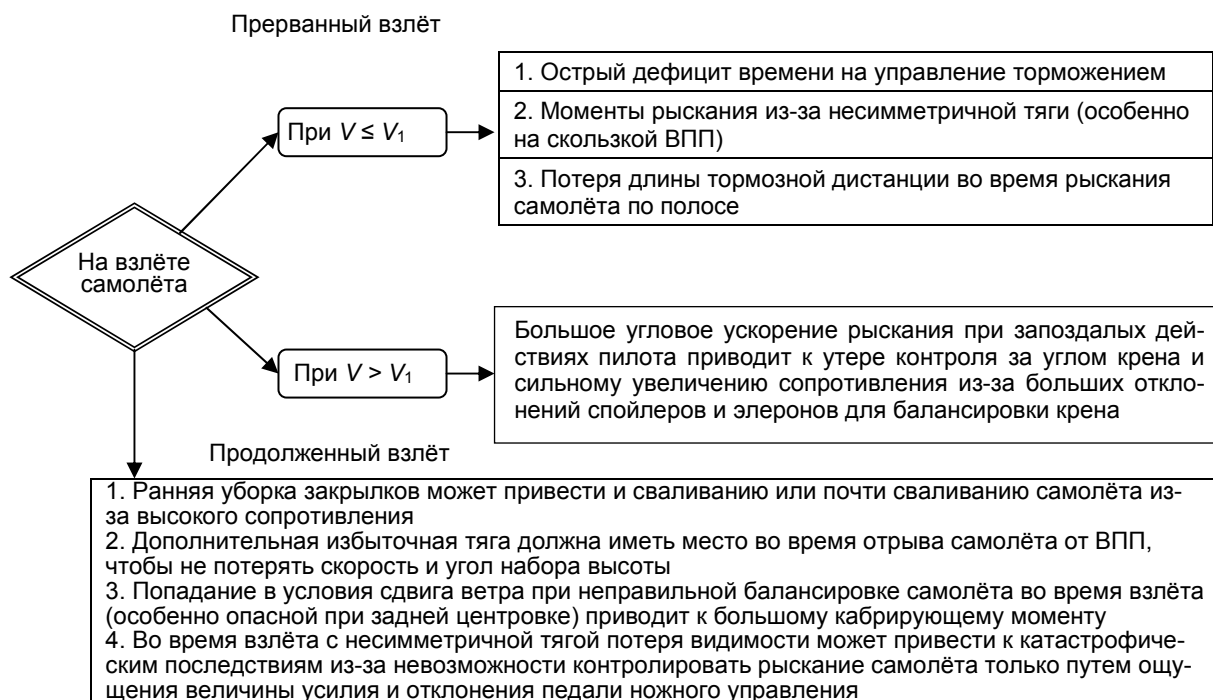 Прерванный взлёт
1. Острый дефицит времени на управление торможением
2. Моменты рыскания из-за несимметричной тяги (особенно
на скользкой ВПП)
3. Потеря длины тормозной дистанции во время рыскания
самолёта по полосе
При V ≤ V₁
На взлёте
самолёта
При V > V₁
Большое угловое ускорение рыскания при запоздалых дей-
ствиях пилота приводит к утере контроля за углом крена и
сильному увеличению сопротивления из-за больших откло-
нений спойлеров и элеронов для балансировки крена
Продолженный взлёт
1. Ранняя уборка закрылков может привести и сваливанию или почти сваливанию самолёта из-
за высокого сопротивления
2. Дополнительная избыточная тяга должна иметь место во время отрыва самолёта от ВПП,
чтобы не потерять скорость и угол набора высоты
3. Попадание в условия сдвига ветра при неправильной балансировке самолёта во время взлёта
(особенно опасной при задней центровке) приводит к большому кабрирующему моменту
4. Во время взлёта с несимметричной тягой потеря видимости может привести к катастрофиче-
ским последствиям из-за невозможности контролировать рыскание самолёта только путем ощу-
щения величины усилия и отклонения педали ножного управления